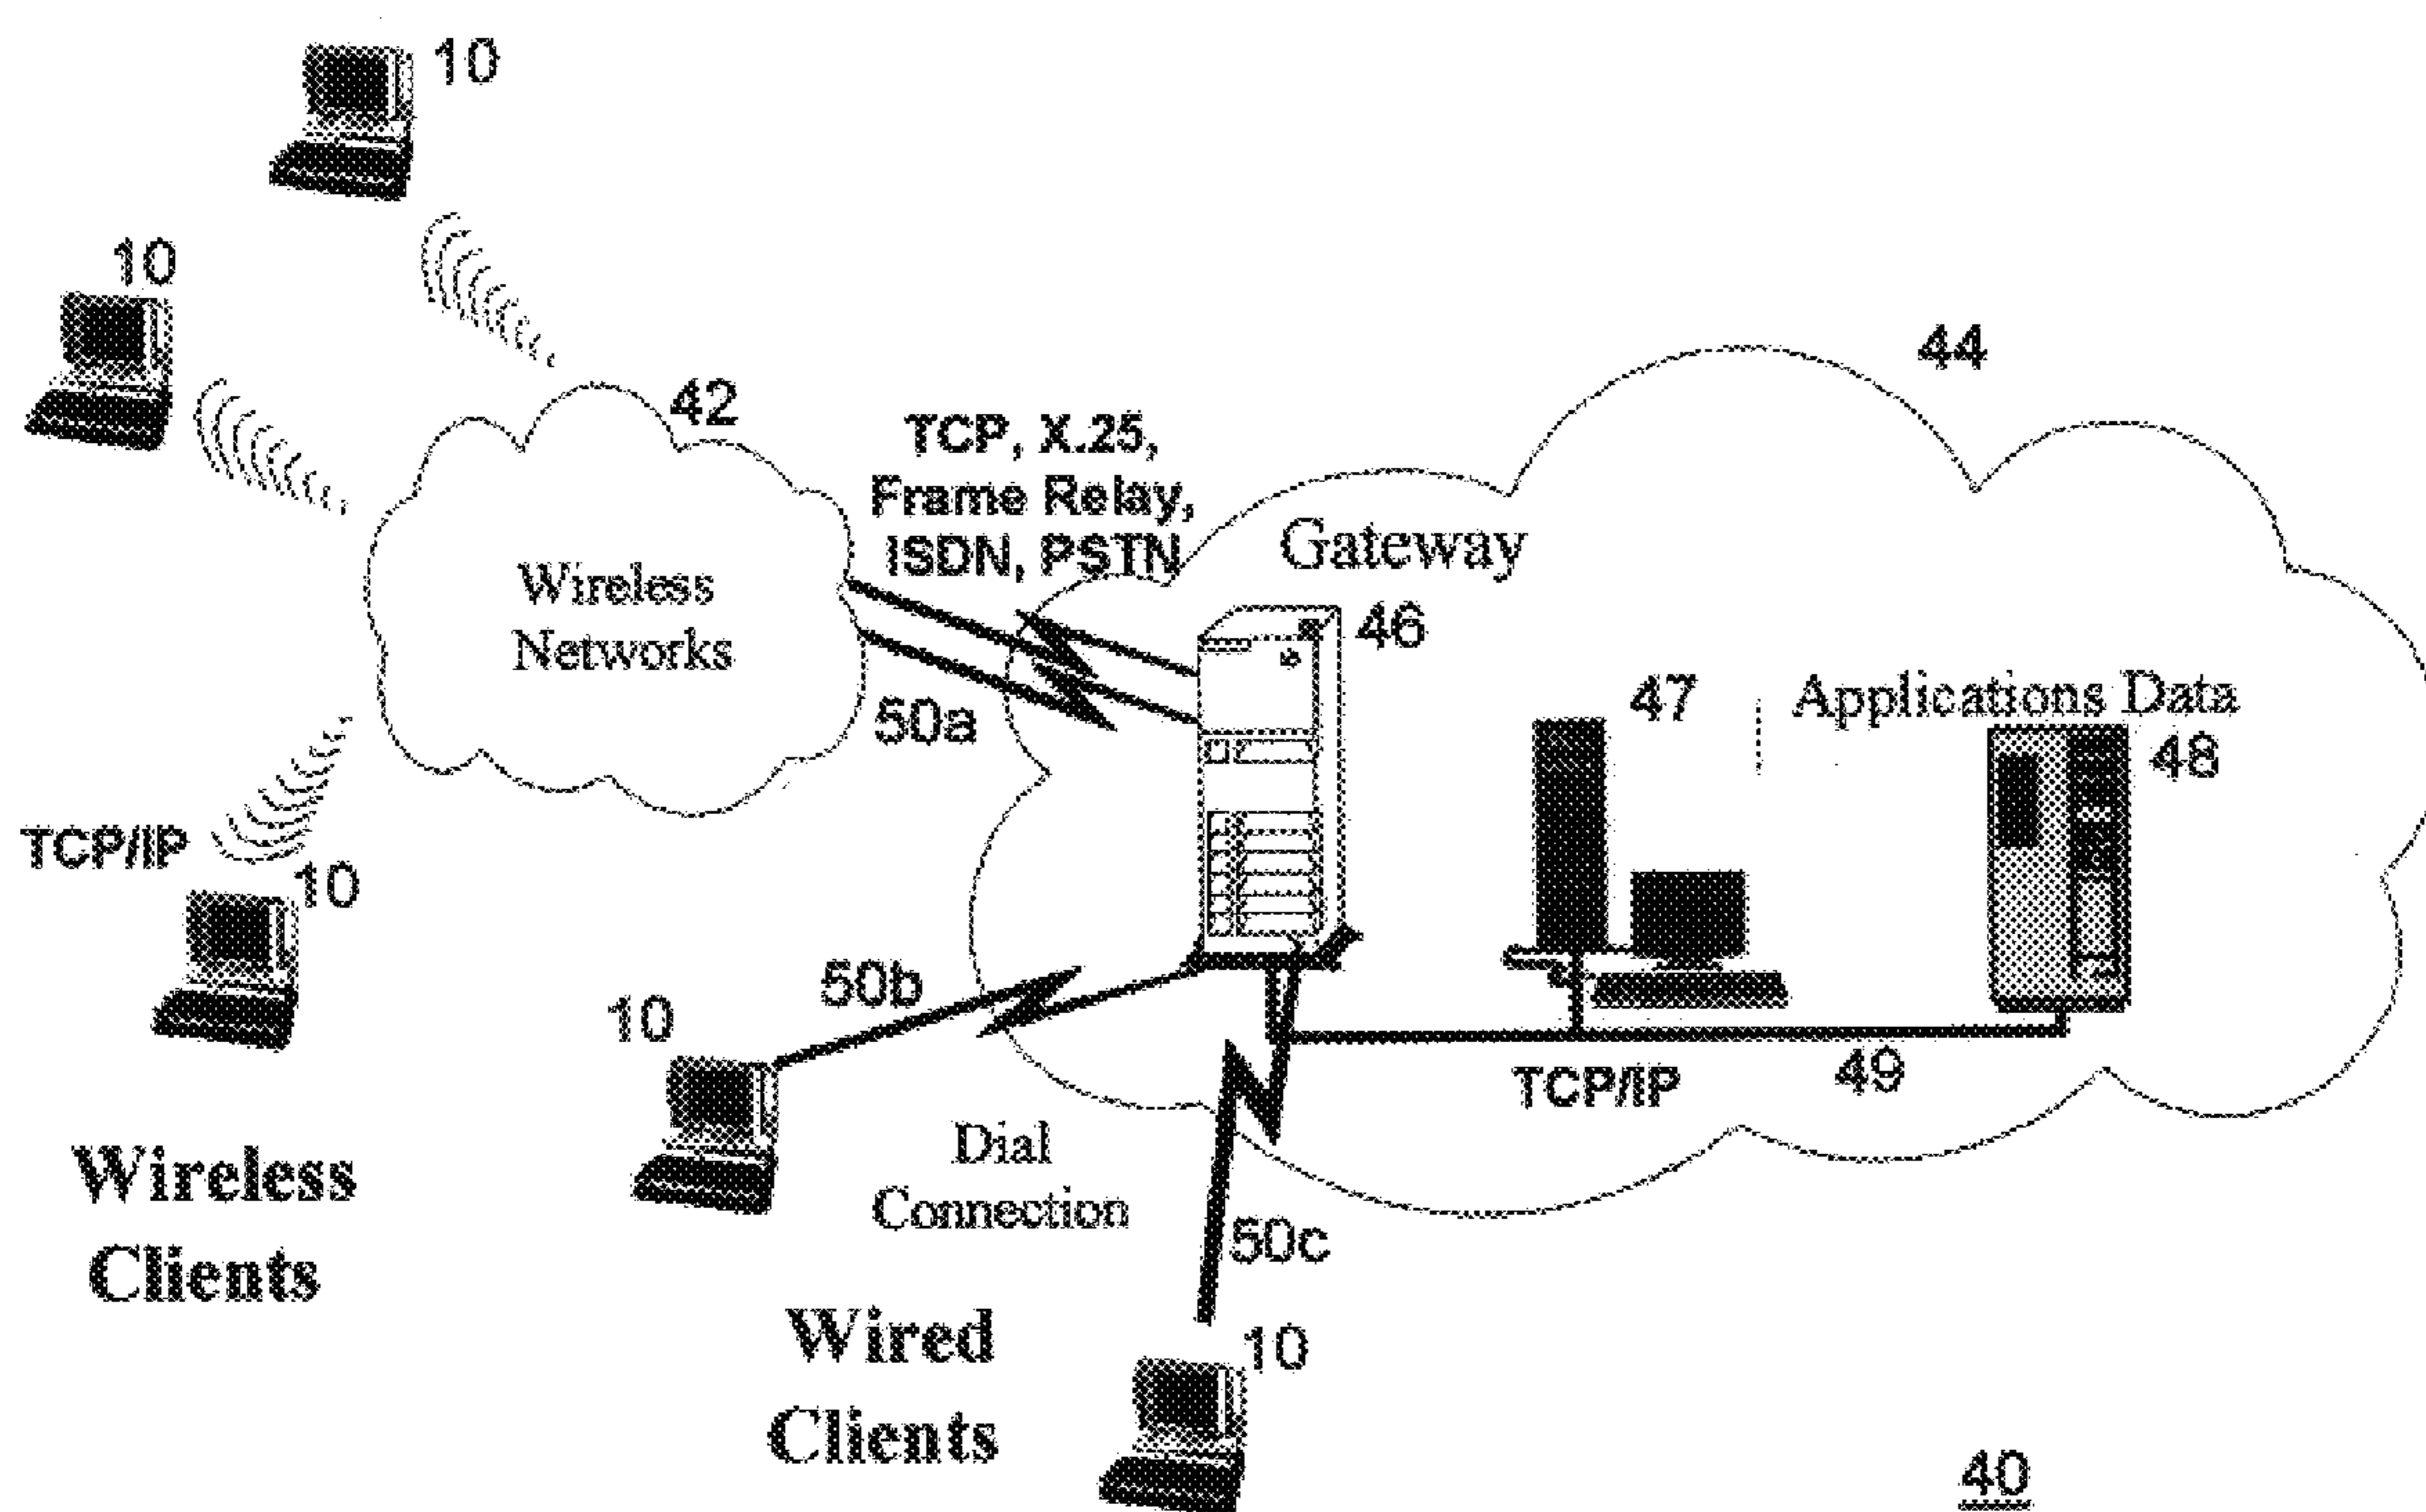 10
10
42
44
TCP, X.25,
Frame Relay,
ISDN, PSTN
Gateway
Wireless
Networks
46
50a
47
Applications Data
48
TCP/IP
10
50b
10
TCP/IP
49
Dial
Connection
Wireless
Clients
50c
Wired
Clients
10
40